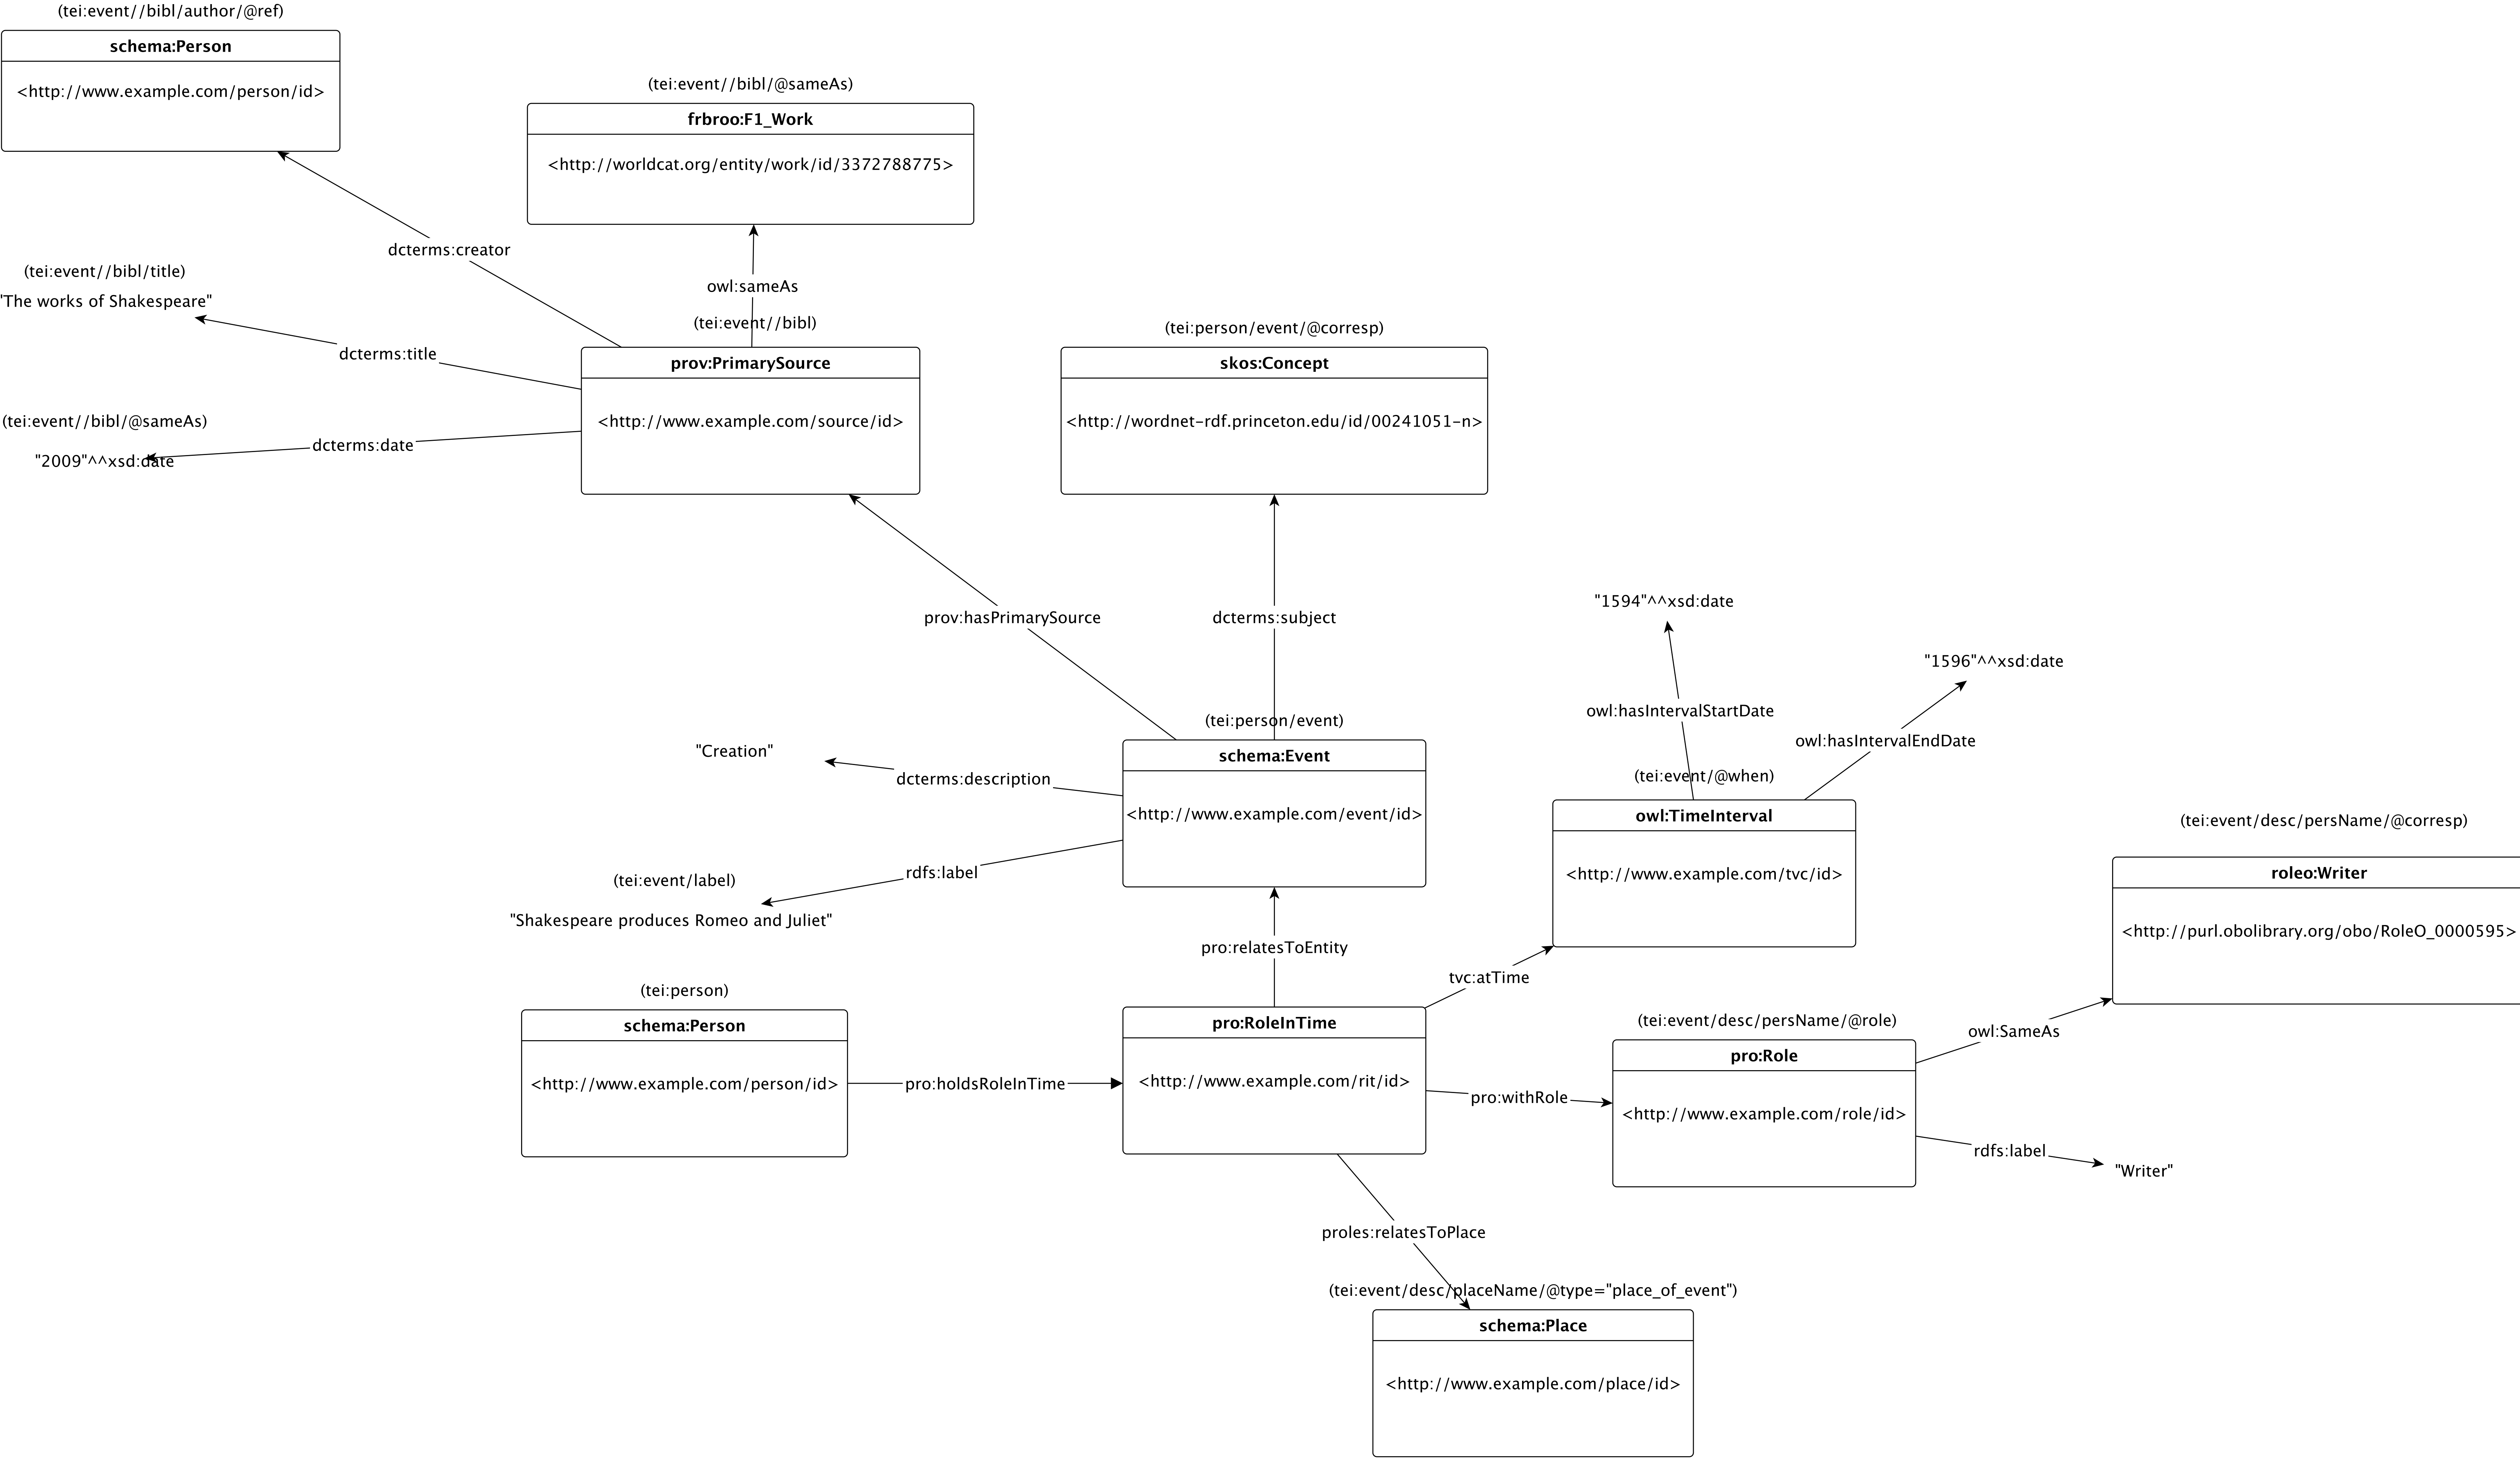 (tei:event//bibl/author/@ref)
schema:Person
<http://www.example.com/person/id>
(tei:event//bibl/@sameAs)
frbroo:F1_Work
<http://worldcat.org/entity/work/id/3372788775>
dcterms:creator
(tei:event//bibl/title)
"The works of Shakespeare"
owl:sameAs
(tei:event//bibl)
dcterms:title
prov:PrimarySource
<http://www.example.com/source/id>
(tei:event//bibl/@sameAs)
dcterms:date
"2009"^^xsd:date
(tei:person/event/@corresp)
skos:Concept
<http://wordnet-rdf.princeton.edu/id/00241051-n>
prov:hasPrimarySource
dcterms:subject
"1594"^^xsd:date
"1596"^^xsd:date
owl:hasIntervalStartDate
owl:hasIntervalEndDate
(tei:person/event)
schema:Event
<http://www.example.com/event/id>
"Creation"
dcterms:description
rdfs:label
(tei:event/label)
"Shakespeare produces Romeo and Juliet"
(tei:event/@when)
owl:TimeInterval
<http://www.example.com/tvc/id>
(tei:event/desc/persName/@corresp)
roleo:Writer
<http://purl.obolibrary.org/obo/RoleO_0000595>
pro:relatesToEntity
tvc:atTime
(tei:person)
schema:Person
<http://www.example.com/person/id>
pro:holdsRoleInTime
pro:RoleInTime
<http://www.example.com/rit/id>
pro:withRole
(tei:event/desc/persName/@role)
pro:Role
<http://www.example.com/role/id>
owl:SameAs
rdfs:label
"Writer"
proles:relatesToPlace
(tei:event/desc/placeName/@type="place_of_event")
schema:Place
<http://www.example.com/place/id>